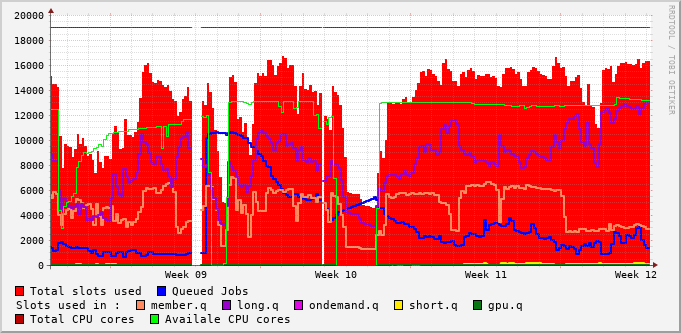 20000
18000
16000
14000
12000
10000
8000
6000
4000
2000
0
Week 09 Week 10 Week 11 Week 12
Total slots used Queued Jobs
Slots used in : member.q long.q ondemand.q short.q gpu.q
Total CPU cores Availale CPU cores
RRDTOOL / TOBI OETIKER